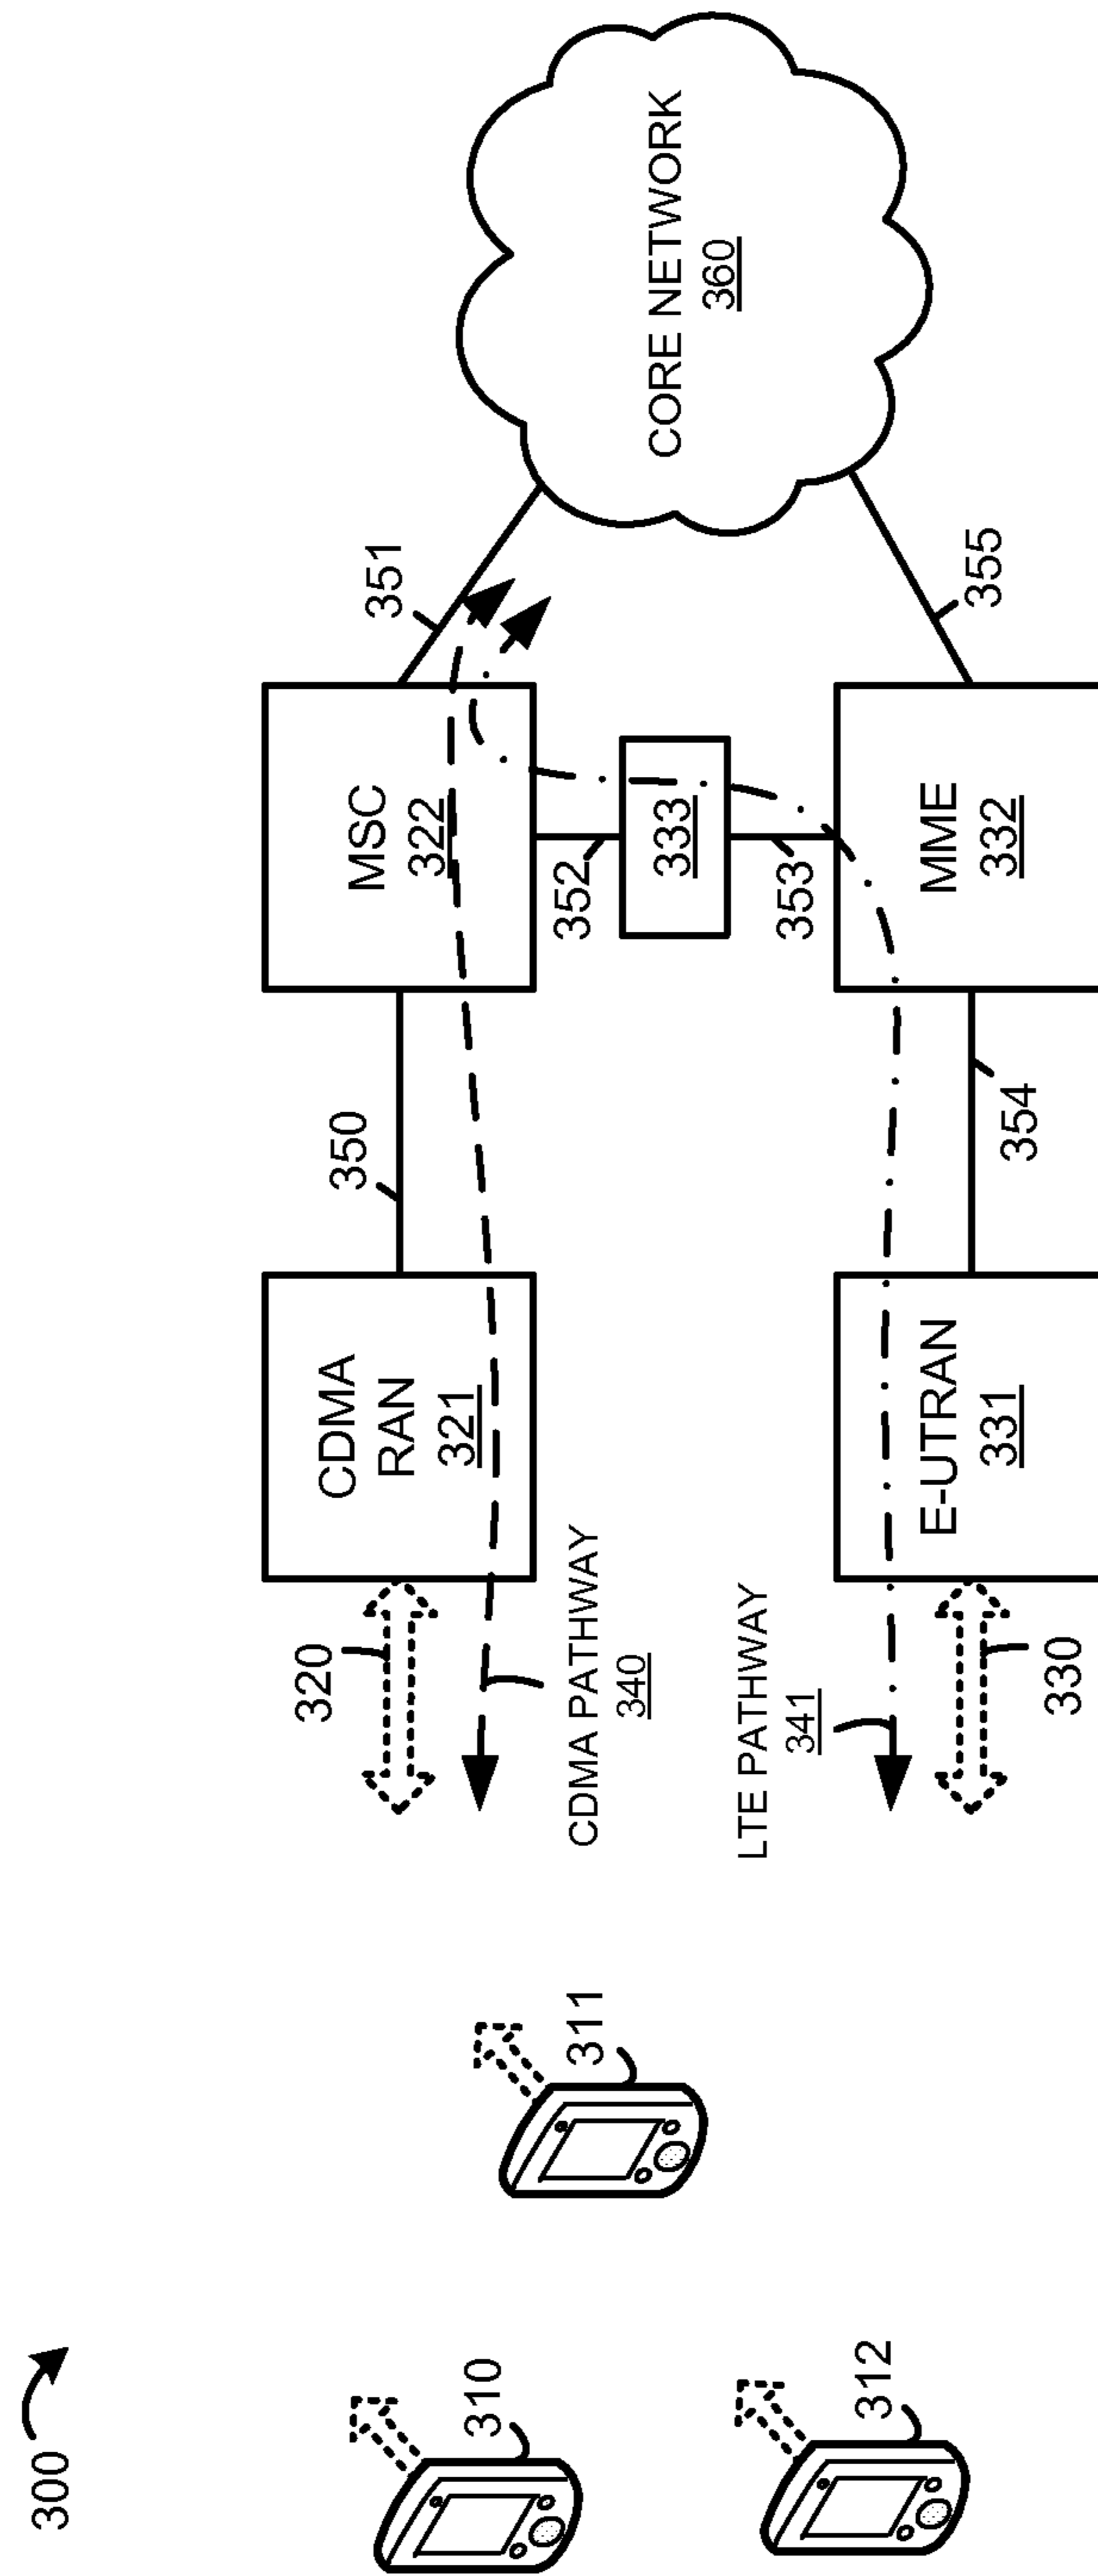 300
310
311
312
320
CDMA
RAN
321
350
MSC
322
351
CDMA PATHWAY
340
352
333
353
CORE NETWORK
360
LTE PATHWAY
341
330
E-UTRAN
331
354
MME
332
355